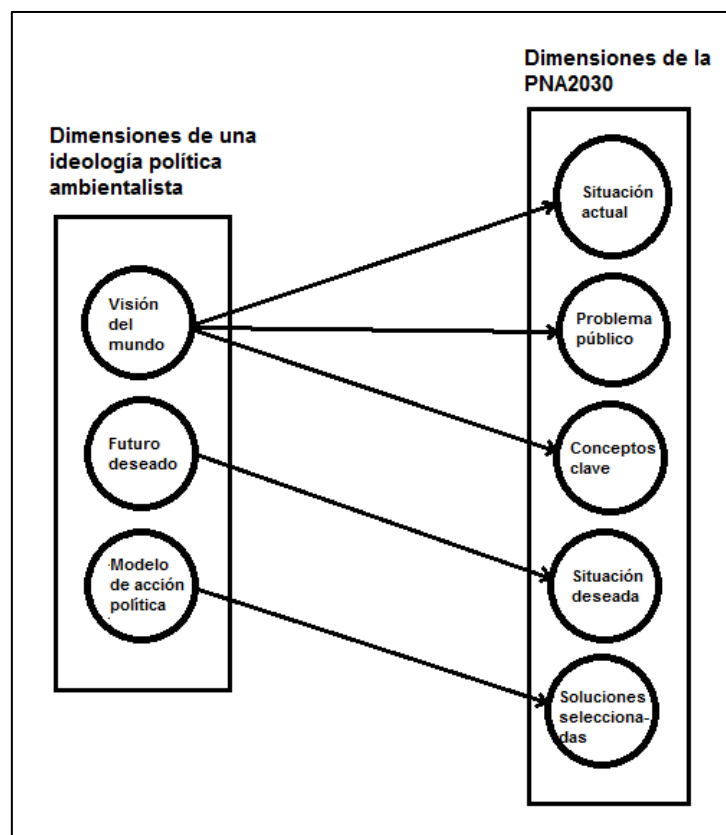 Dimensiones de una
ideología política
ambientalista
Visión
del
mundo
Futuro
deseado
Modelo
de acción
política
Dimensiones de la
PNA2030
Situación
actual
Problema
público
Conceptos
clave
Situación
deseada
Soluciones
selecciona-
das